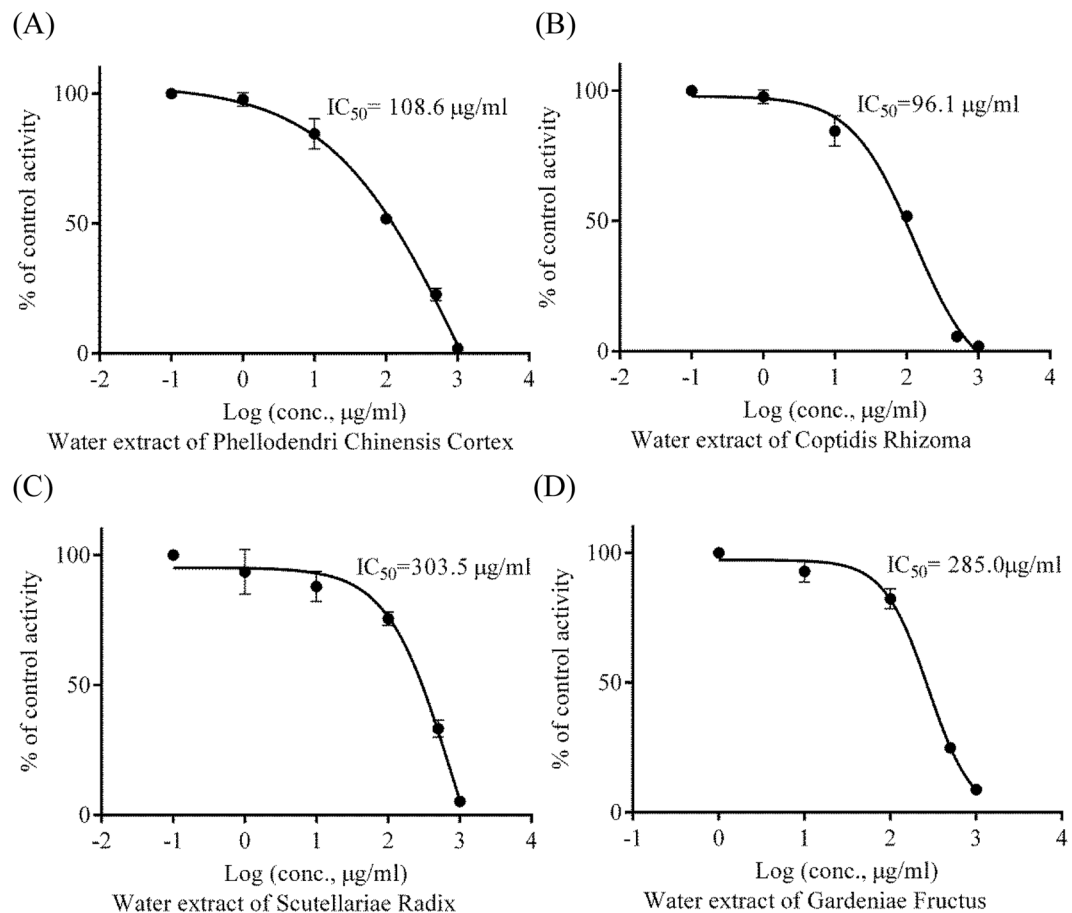 (A)
% of control activity
100
50
0
IC50= 108.6 μg/ml
-2 -1 0 1 2 3 4
Log (conc., μg/ml)
Water extract of Phellodendri Chinensis Cortex
(B)
% of control activity
100
50
0
IC50=96.1 μg/ml
-2 -1 0 1 2 3 4
Log (conc., μg/ml)
Water extract of Coptidis Rhizoma
(C)
% of control activity
100
50
0
IC50=303.5 μg/ml
-2 -1 0 1 2 3 4
Log (conc., μg/ml)
Water extract of Scutellariae Radix
(D)
% of control activity
100
50
0
IC50= 285.0μg/ml
-1 0 1 2 3 4
Log (conc., μg/ml)
Water extract of Gardeniae Fructus